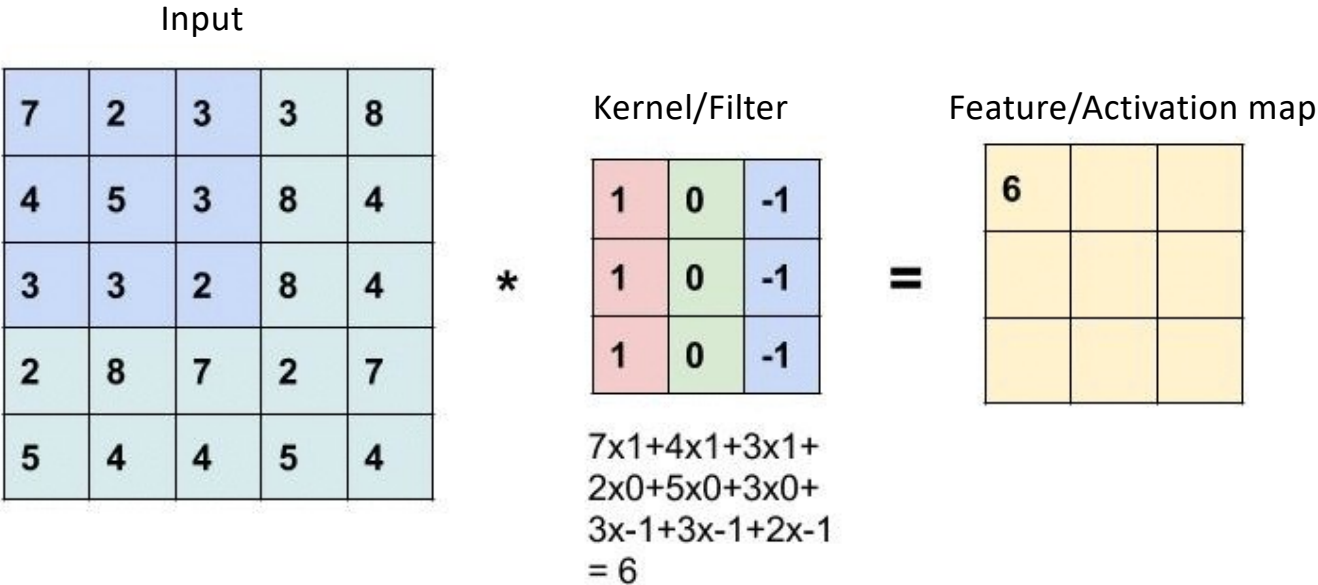 Input
7 2 3 3 8
4 5 3 8 4
3 3 2 8 4
2 8 7 2 7
5 4 4 5 4
*
Kernel/Filter
1 0 -1
1 0 -1
1 0 -1
7x1+4x1+3x1+
2x0+5x0+3x0+
3x-1+3x-1+2x-1
= 6
=
Feature/Activation map
6